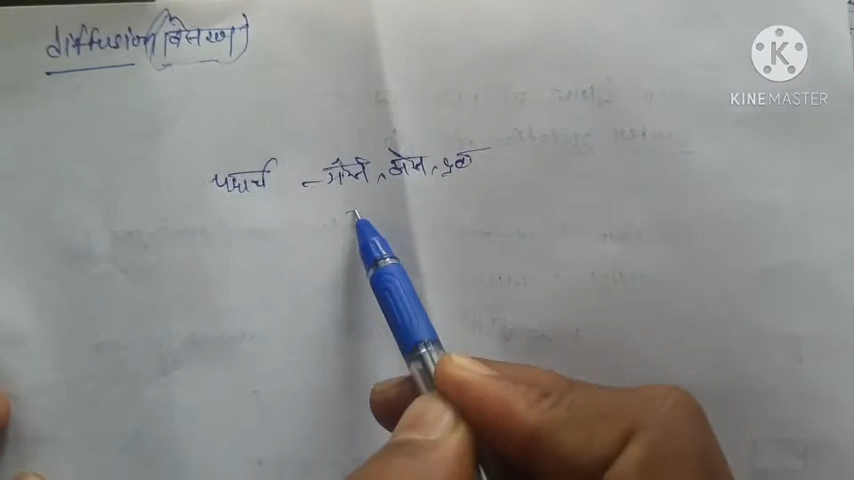 diffusion (विसरण)
पदार्थ – गैस, ठोस, द्रव
KINEMASTER